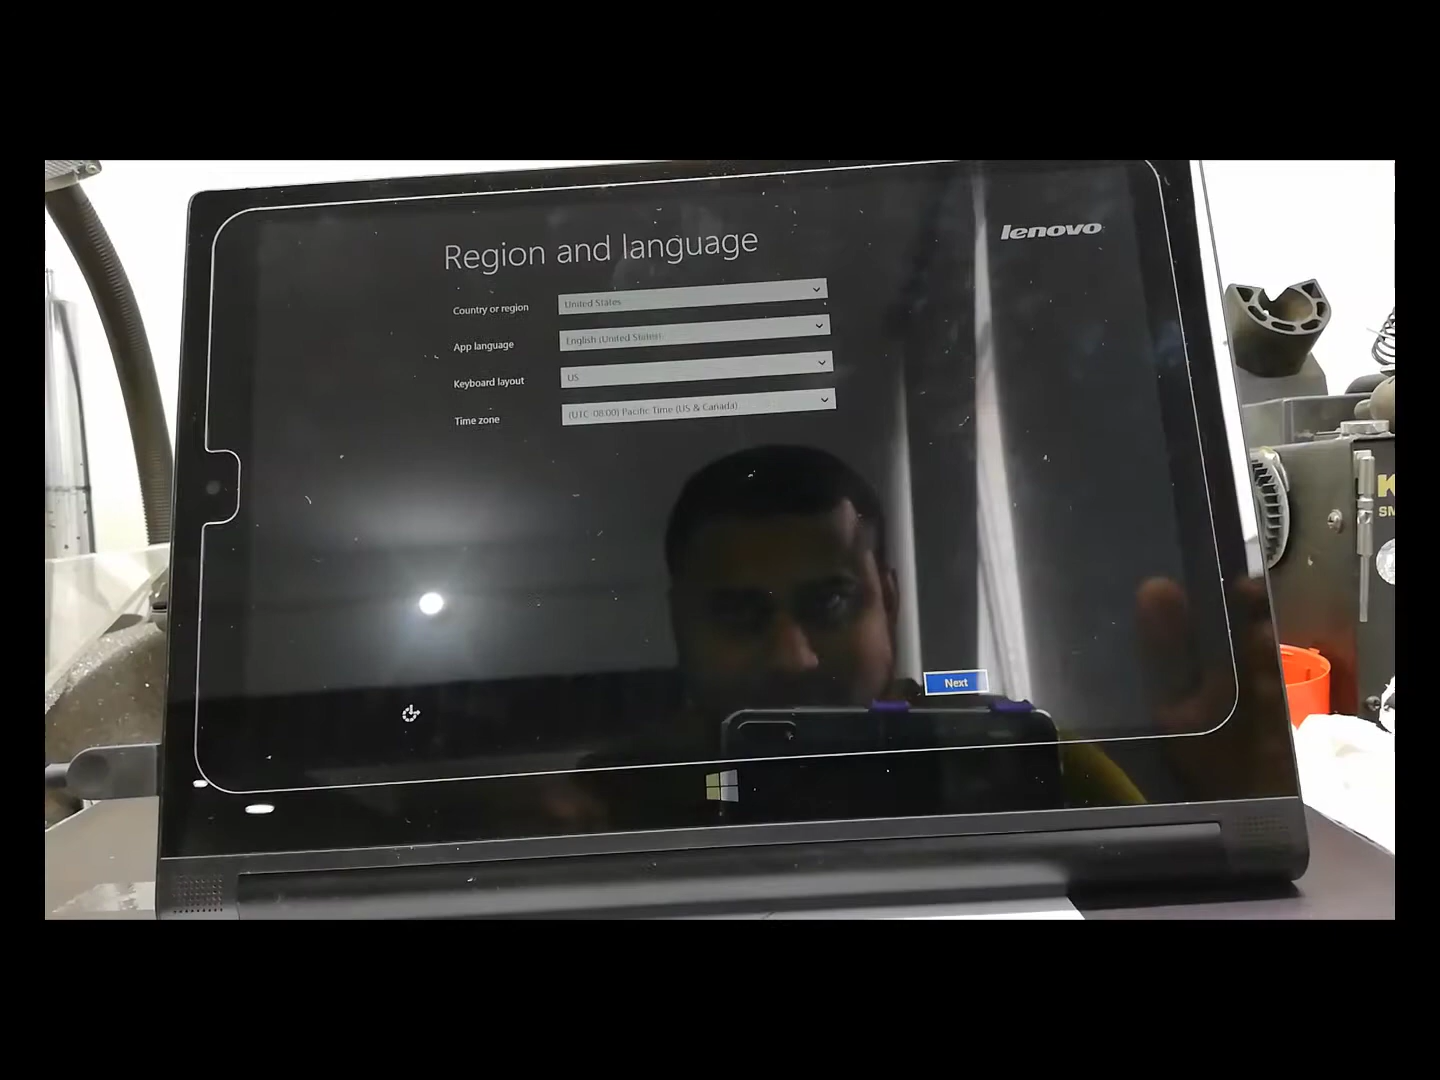 lenovo
Region and language
Country or region
United States
App language
English (United States)
Keyboard layout
US
Time zone
(UTC-08:00) Pacific Time (US & Canada)
Next
K
SM